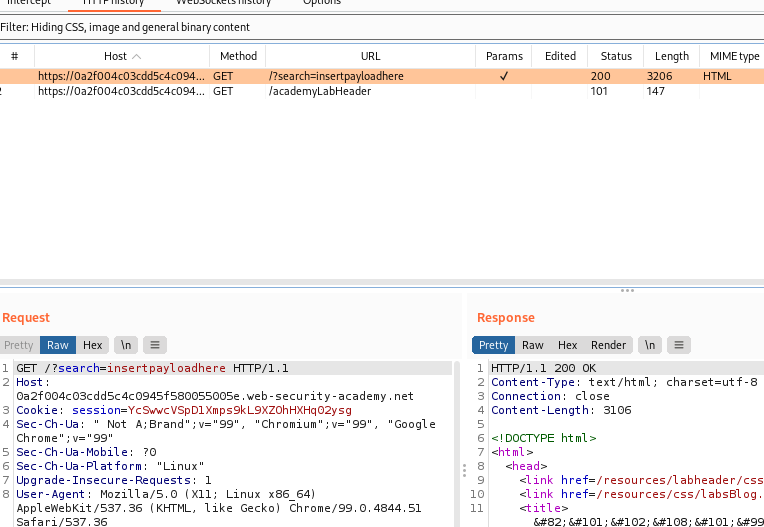 Intercept HTTP history WebSockets history Options
Filter: Hiding CSS, image and general binary content
# Host Method URL Params Edited Status Length MIME type
https://0a2f004c03cdd5c4c094... GET /?search=insertpayloadhere ✓ 200 3206 HTML
2 https://0a2f004c03cdd5c4c094... GET /academyLabHeader 101 147
Request
Pretty Raw Hex \n
1 GET /?search=insertpayloadhere HTTP/1.1
2 Host:
0a2f004c03cdd5c4c0945f580055005e.web-security-academy.net
3 Cookie: session=YcSwwcVSpD1Xmps9kL9XZOhHXHq02ysg
4 Sec-Ch-Ua: " Not A;Brand";v="99", "Chromium";v="99", "Google
Chrome";v="99"
5 Sec-Ch-Ua-Mobile: ?0
6 Sec-Ch-Ua-Platform: "Linux"
7 Upgrade-Insecure-Requests: 1
8 User-Agent: Mozilla/5.0 (X11; Linux x86_64)
AppleWebKit/537.36 (KHTML, like Gecko) Chrome/99.0.4844.51
Safari/537.36
Response
Pretty Raw Hex Render \n
1 HTTP/1.1 200 OK
2 Content-Type: text/html; charset=utf-8
3 Connection: close
4 Content-Length: 3106
5
6 <!DOCTYPE html>
7 <html>
8 <head>
9 <link href=/resources/labheader/css
10 <link href=/resources/css/labsBlog.
11 <title>
&#82;&#101;&#102;&#108;&#101;&#99